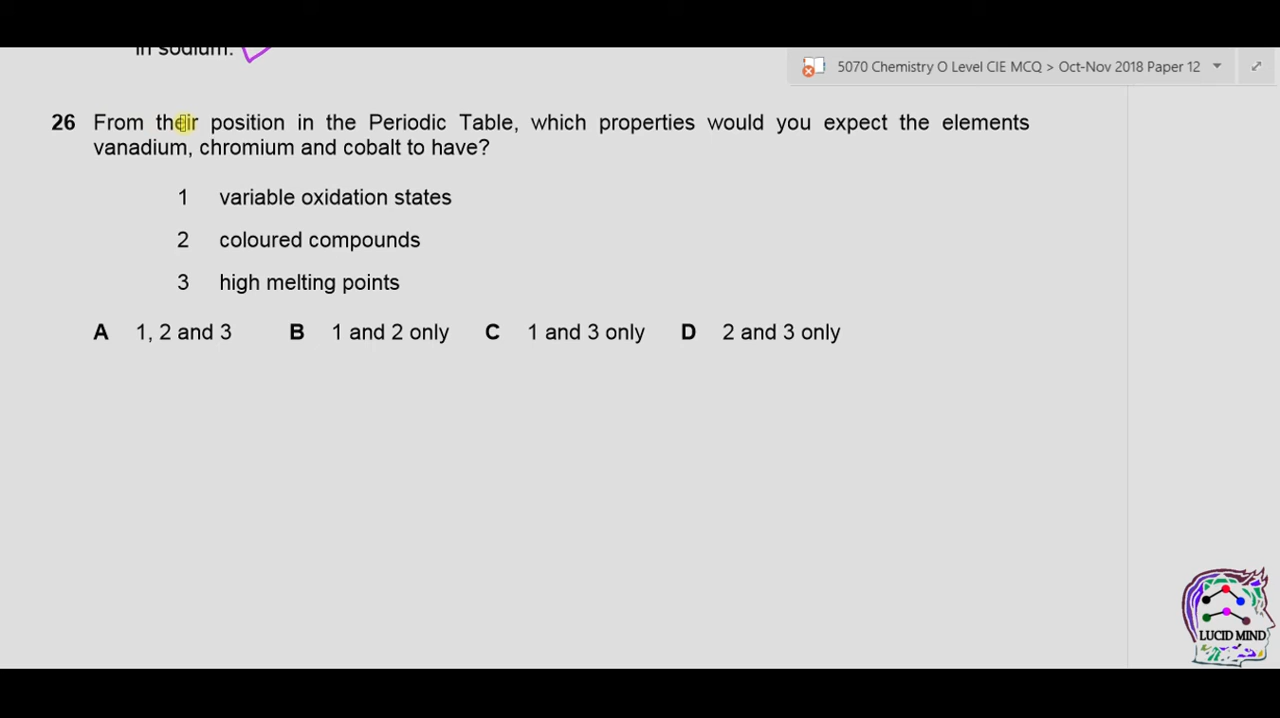 in sodium.
5070 Chemistry O Level CIE MCQ > Oct-Nov 2018 Paper 12
26 From their position in the Periodic Table, which properties would you expect the elements
vanadium, chromium and cobalt to have?
1 variable oxidation states
2 coloured compounds
3 high melting points
A 1, 2 and 3 B 1 and 2 only C 1 and 3 only D 2 and 3 only
LUCID MIND